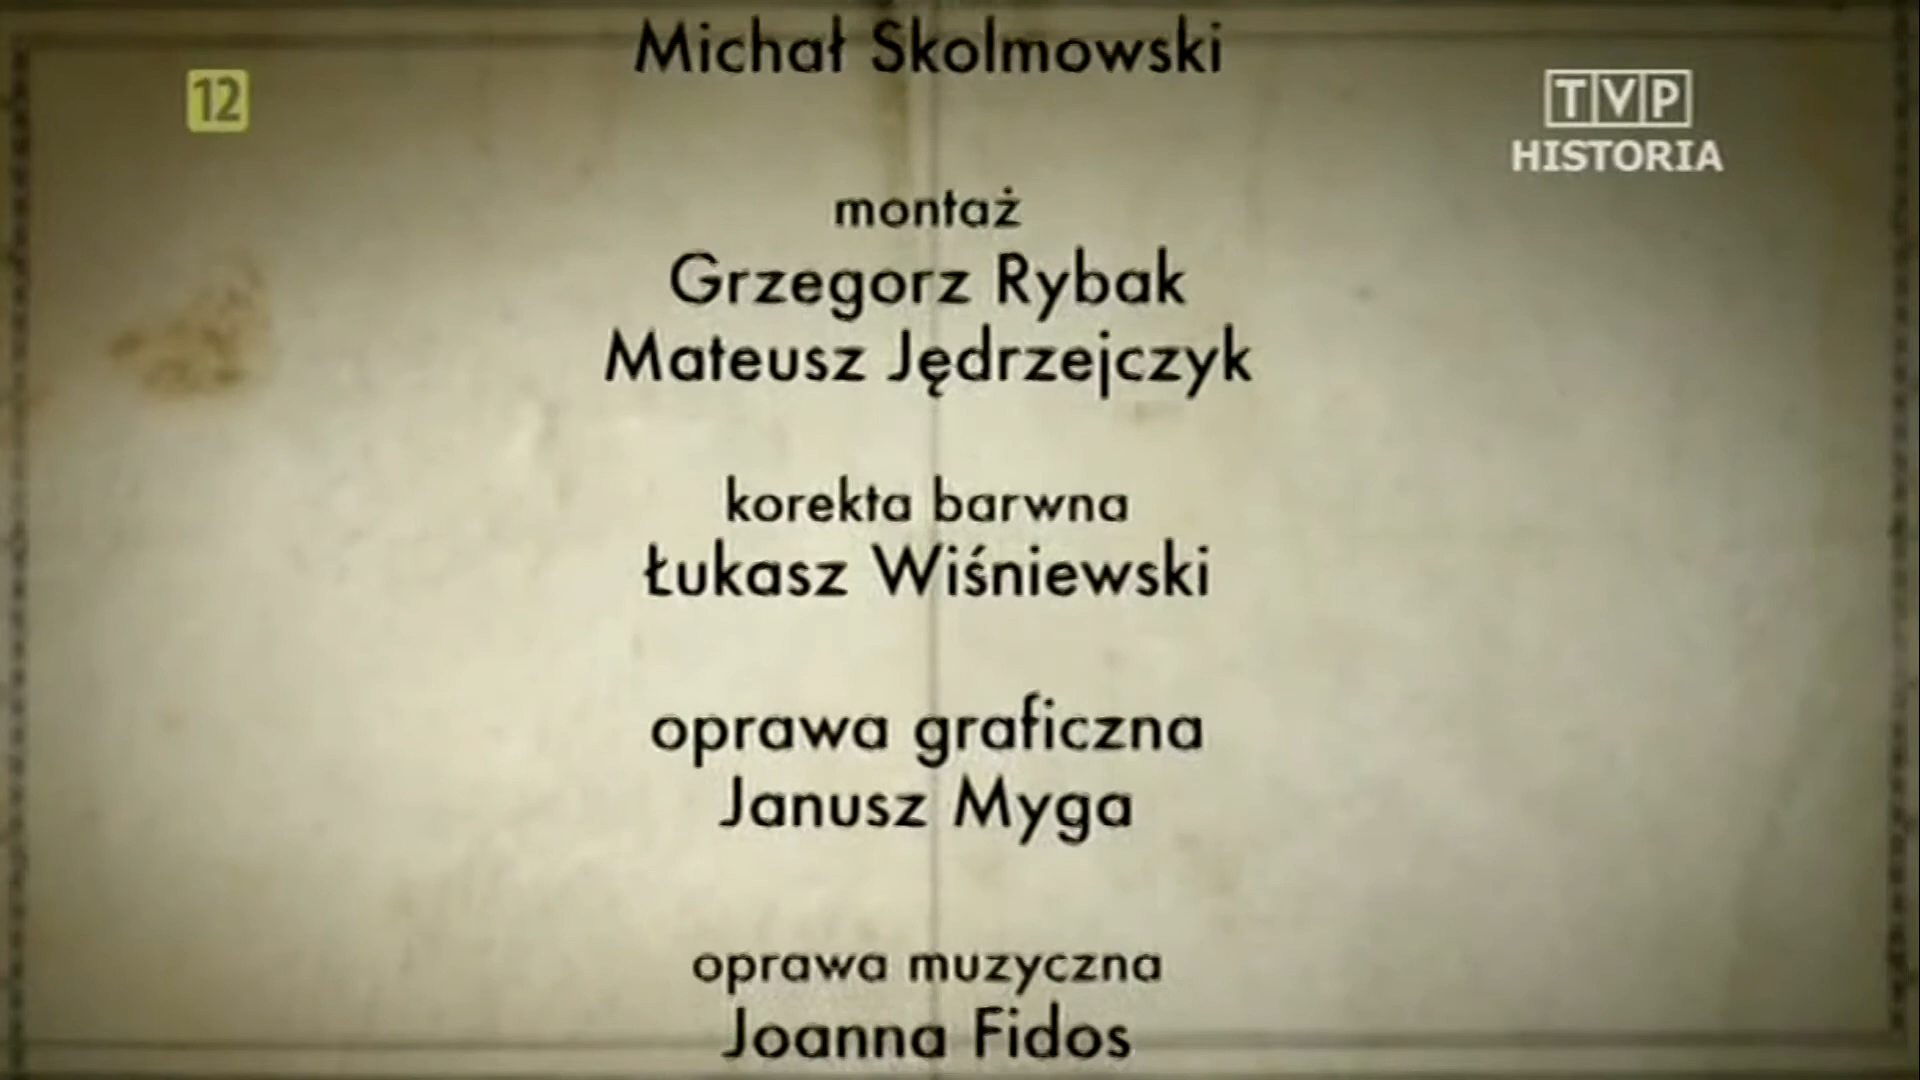 Michał Skolmowski
12
TVP
HISTORIA
montaż
Grzegorz Rybak
Mateusz Jędrzejczyk
korekta barwna
Łukasz Wiśniewski
oprawa graficzna
Janusz Myga
oprawa muzyczna
Joanna Fidos